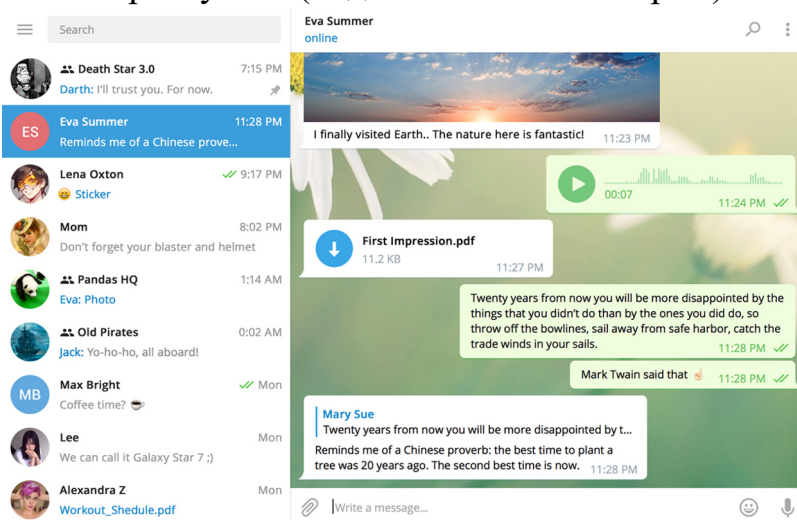 Search
Death Star 3.0 7:15 PM
Darth: I'll trust you. For now.
ES
Eva Summer 11:28 PM
Reminds me of a Chinese prove...
Lena Oxton 9:17 PM
Sticker
Mom 8:02 PM
Don't forget your blaster and helmet
Pandas HQ 1:14 AM
Eva: Photo
Old Pirates 0:02 AM
Jack: Yo-ho-ho, all aboard!
MB
Max Bright Mon
Coffee time?
Lee Mon
We can call it Galaxy Star 7 ;)
Alexandra Z Mon
Workout_Shedule.pdf
Eva Summer
online
I finally visited Earth.. The nature here is fantastic! 11:23 PM
00:07
11:24 PM
First Impression.pdf
11.2 KB
11:27 PM
Twenty years from now you will be more disappointed by the
things that you didn't do than by the ones you did do, so
throw off the bowlines, sail away from safe harbor, catch the
trade winds in your sails.
11:28 PM
Mark Twain said that 11:28 PM
Mary Sue
Twenty years from now you will be more disappointed by t...
Reminds me of a Chinese proverb: the best time to plant a
tree was 20 years ago. The second best time is now. 11:28 PM
Write a message...